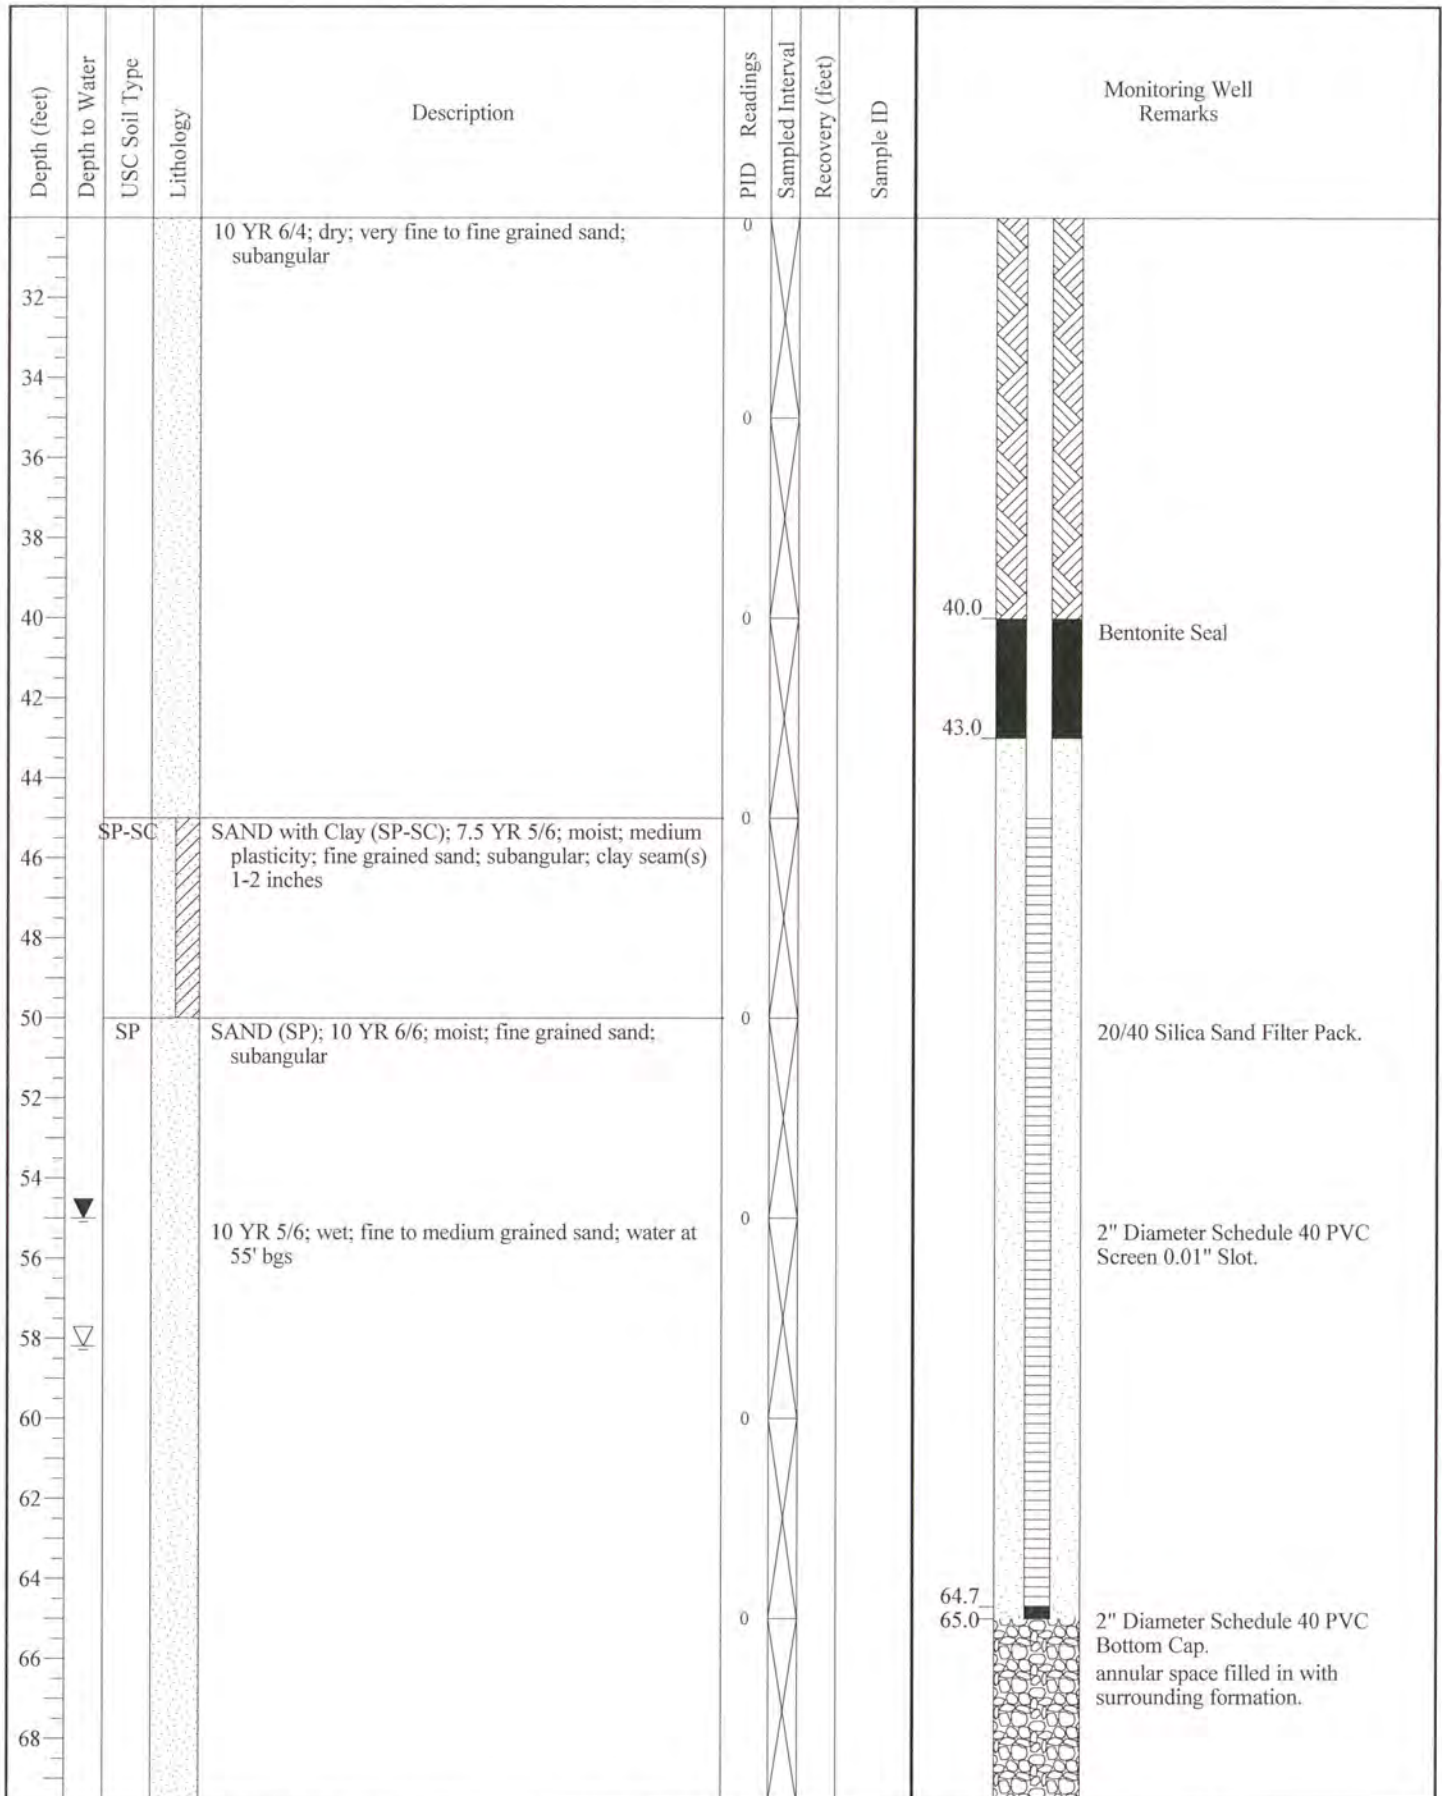 Depth (feet)
Depth to Water
USC Soil Type
Lithology
Description
PID Readings
Sampled Interval
Recovery (feet)
Sample ID
Monitoring Well
Remarks
10 YR 6/4; dry; very fine to fine grained sand;
subangular
0
32
34
0
36
38
40
0
40.0
Bentonite Seal
42
43.0
44
0
SP-SC
SAND with Clay (SP-SC); 7.5 YR 5/6; moist; medium
plasticity; fine grained sand; subangular; clay seam(s)
1-2 inches
46
48
50
0
SP
SAND (SP); 10 YR 6/6; moist; fine grained sand;
subangular
20/40 Silica Sand Filter Pack.
52
54
0
10 YR 5/6; wet; fine to medium grained sand; water at
55' bgs
2" Diameter Schedule 40 PVC
Screen 0.01" Slot.
56
58
60
0
62
64
64.7
65.0
0
2" Diameter Schedule 40 PVC
Bottom Cap.
annular space filled in with
surrounding formation.
66
68